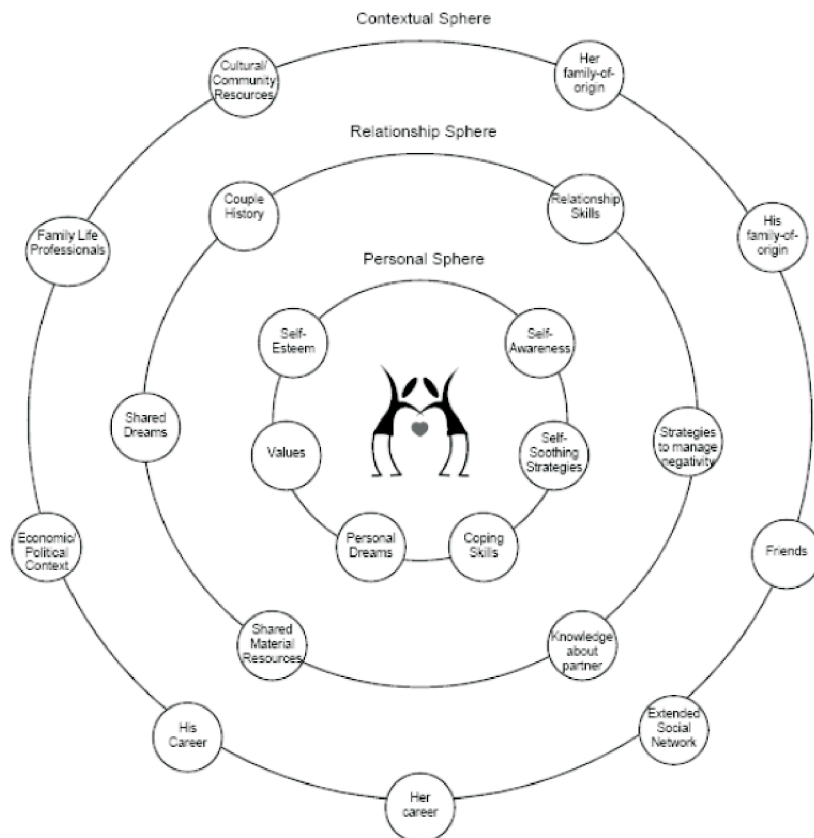 Contextual Sphere
Cultural/
Community
Resources
Her
family-of-
origin
Relationship Sphere
Couple
History
Relationship
Skills
Family Life
Professionals
His
family-of-
origin
Personal Sphere
Self-
Esteem
Self-
Awareness
Shared
Dreams
Values
Self-
Soothing
Strategies
Strategies
to manage
negativity
Personal
Dreams
Coping
Skills
Economic/
Political
Context
Friends
Shared
Material
Resources
Knowledge
about
partner
His
Career
Extended
Social
Network
Her
career